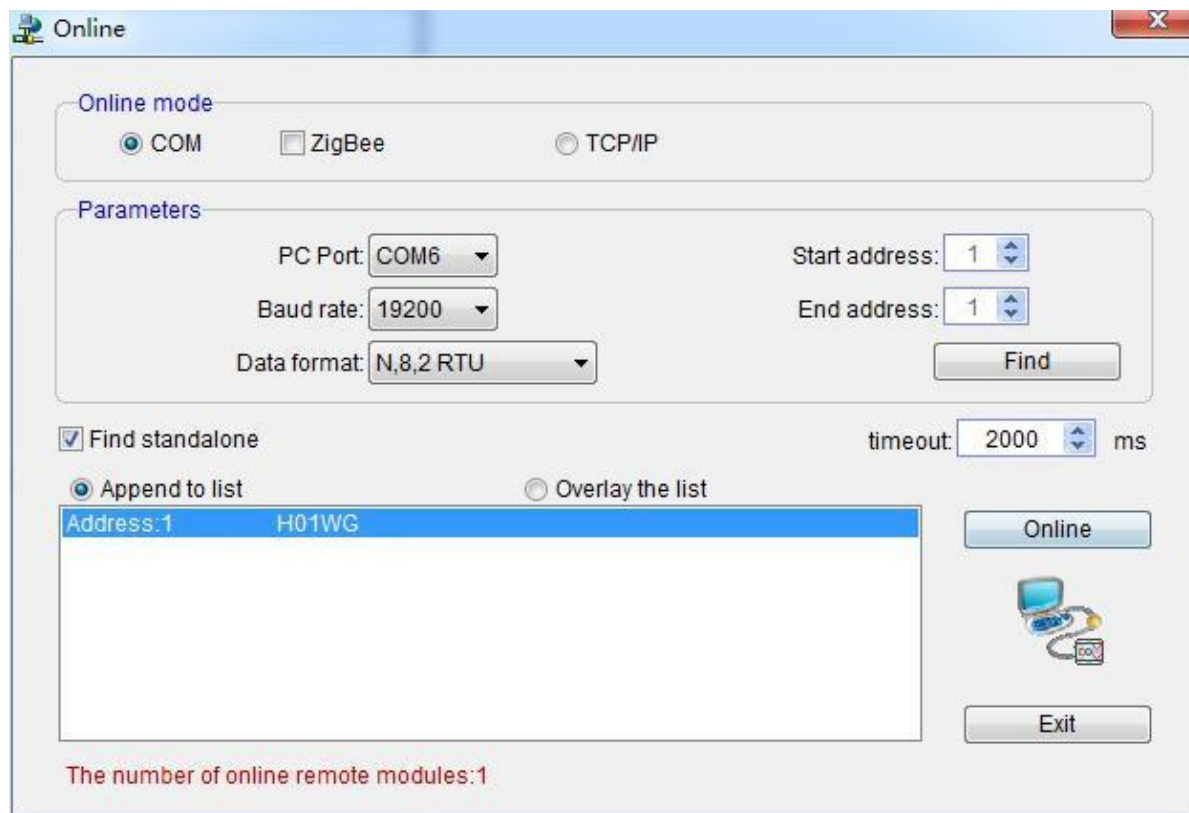 Online
Online mode
COM ZigBee TCP/IP
Parameters
PC Port: COM6 Start address: 1
Baud rate: 19200 End address: 1
Data format: N,8,2 RTU Find
Find standalone timeout: 2000 ms
Append to list Overlay the list
Address:1 H01WG
Online
Exit
The number of online remote modules:1